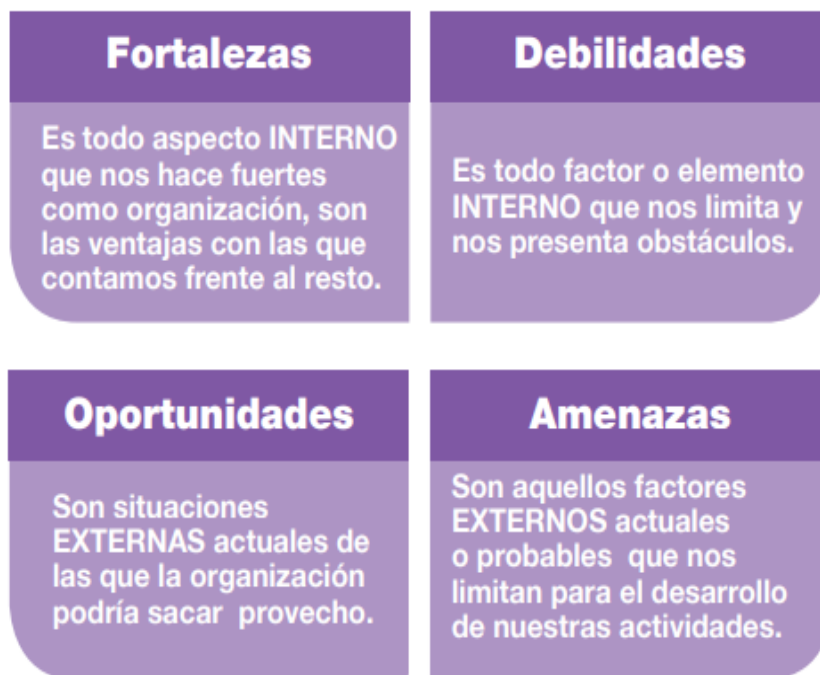 Fortalezas
Es todo aspecto INTERNO
que nos hace fuertes
como organización, son
las ventajas con las que
contamos frente al resto.
Debilidades
Es todo factor o elemento
INTERNO que nos limita y
nos presenta obstáculos.
Oportunidades
Son situaciones
EXTERNAS actuales de
las que la organización
podría sacar provecho.
Amenazas
Son aquellos factores
EXTERNOS actuales
o probables que nos
limitan para el desarrollo
de nuestras actividades.